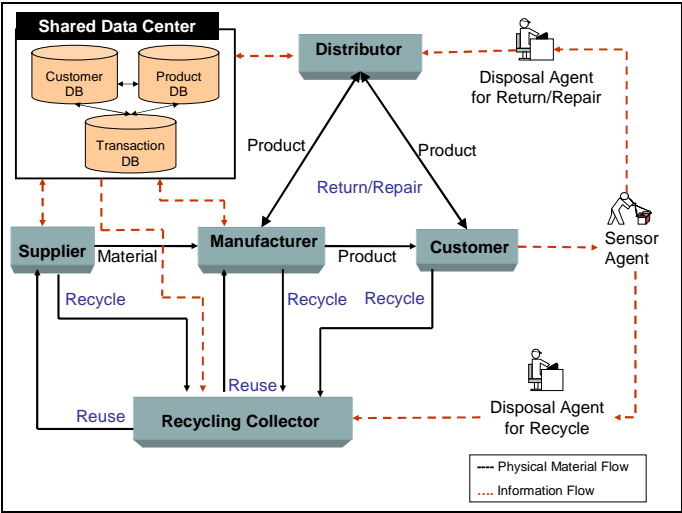 Shared Data Center
Customer
DB
Product
DB
Transaction
DB
Distributor
Disposal Agent
for Return/Repair
Product
Product
Return/Repair
Supplier
Material
Manufacturer
Product
Customer
Sensor
Agent
Recycle
Recycle
Recycle
Reuse
Reuse
Recycling Collector
Disposal Agent
for Recycle
Physical Material Flow
Information Flow